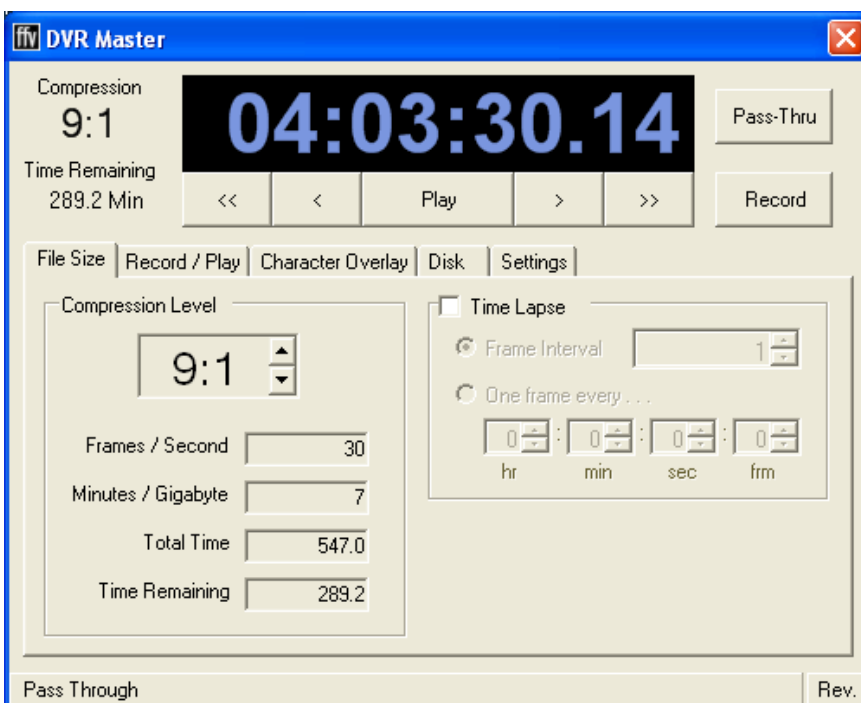 ffv DVR Master
Compression
9:1
04:03:30.14
Pass-Thru
Time Remaining
289.2 Min
<< < Play > >>
Record
File Size Record / Play Character Overlay Disk Settings
Compression Level
9:1
Frames / Second 30
Minutes / Gigabyte 7
Total Time 547.0
Time Remaining 289.2
Time Lapse
Frame Interval 1
One frame every . . .
0 : 0 : 0 : 0
hr min sec frm
Pass Through
Rev.